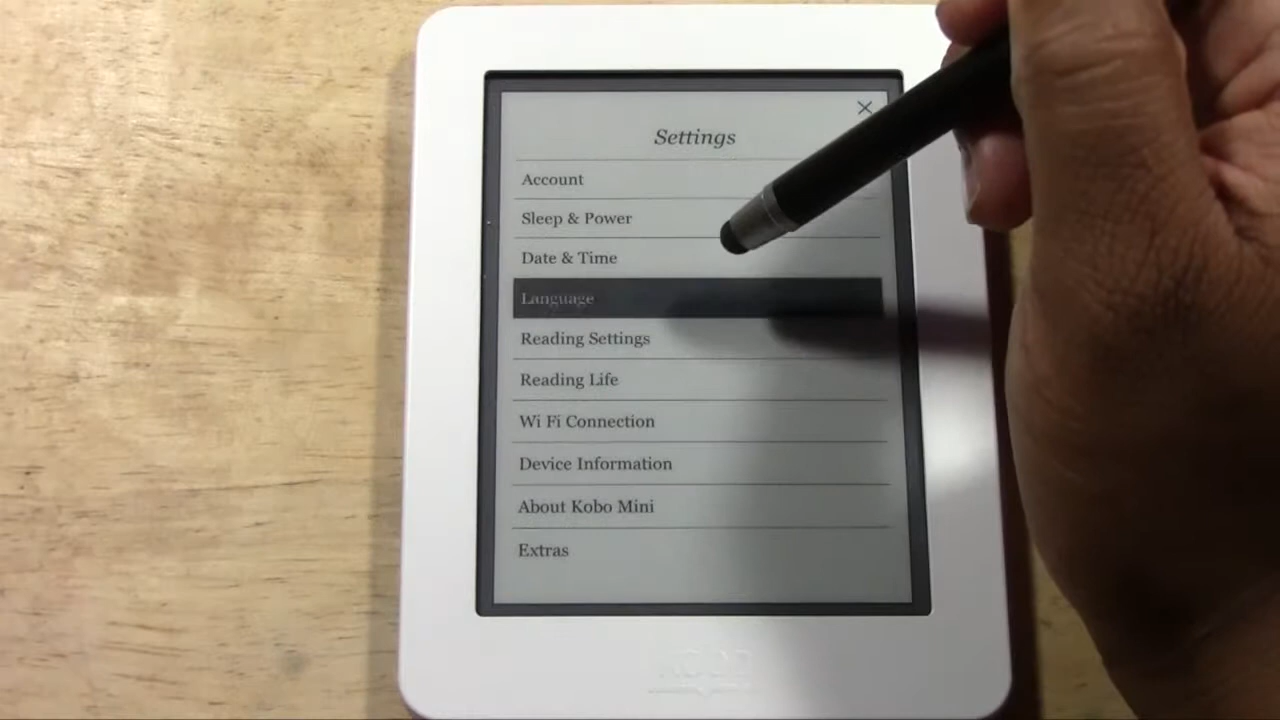 Settings
Account
Sleep & Power
Date & Time
Language
Reading Settings
Reading Life
Wi Fi Connection
Device Information
About Kobo Mini
Extras